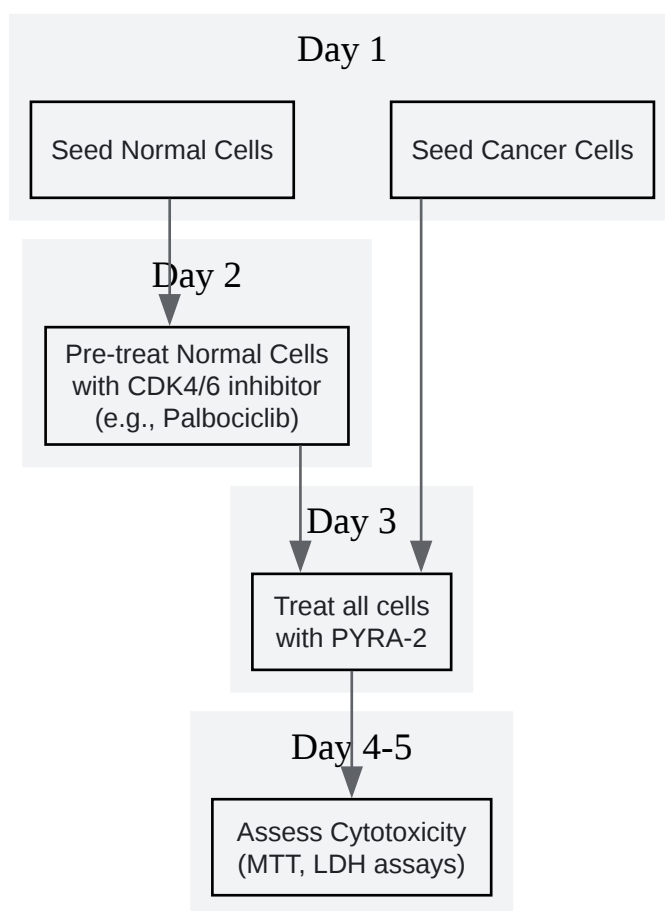 Day 1
Seed Normal Cells
Seed Cancer Cells
Day 2
Pre-treat Normal Cells
with CDK4/6 inhibitor
(e.g., Palbociclib)
Day 3
Treat all cells
with PYRA-2
Day 4-5
Assess Cytotoxicity
(MTT, LDH assays)